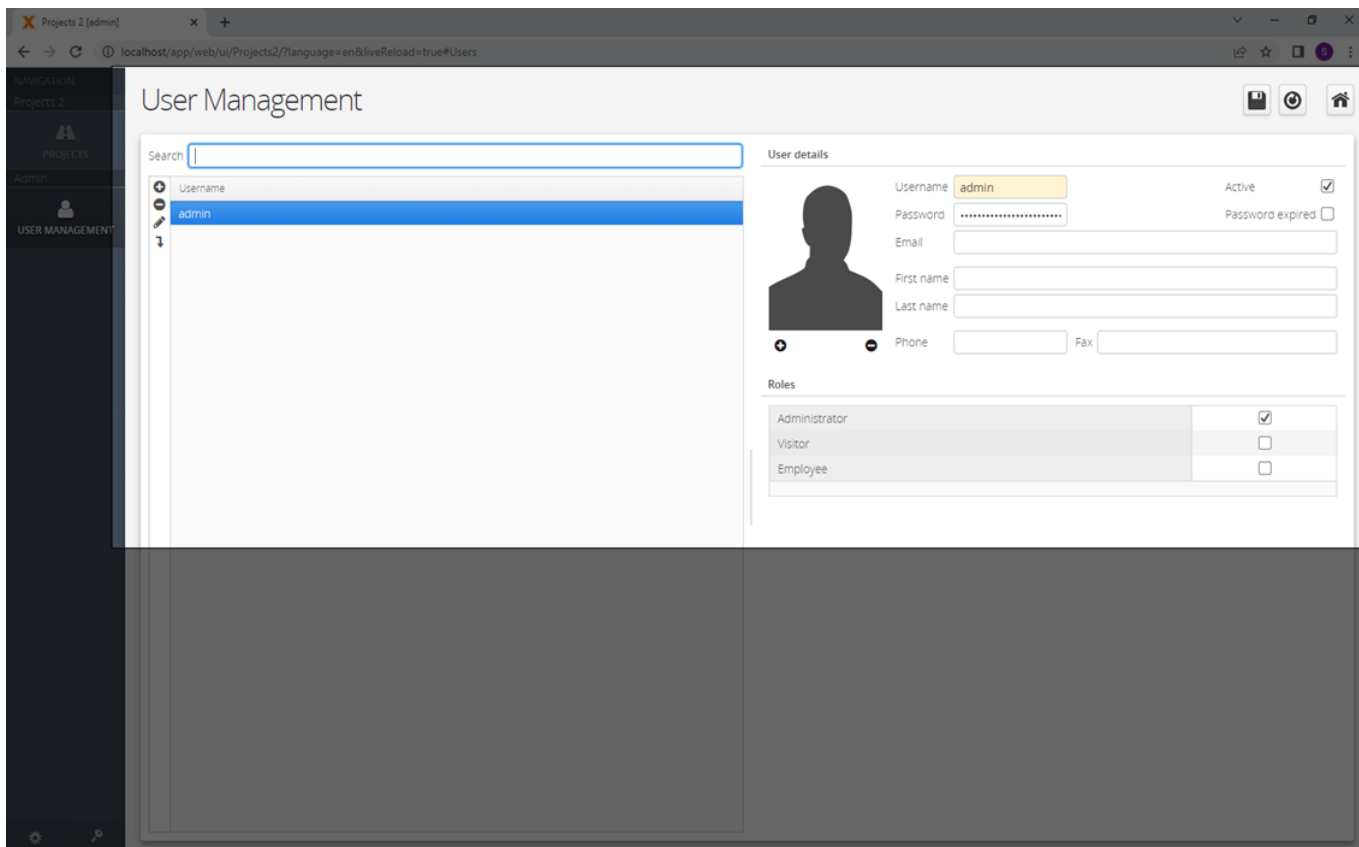 Projects 2 [admin]
localhost/app/web/ui/Projects2/?language=en&liveReload=true#Users
S
NAVIGATION
Projects 2
PROJECTS
Admin
USER MANAGEMENT
User Management
Search
Username
admin
User details
Username admin Active
Password Password expired
Email
First name
Last name
Phone Fax
Roles
Administrator
Visitor
Employee